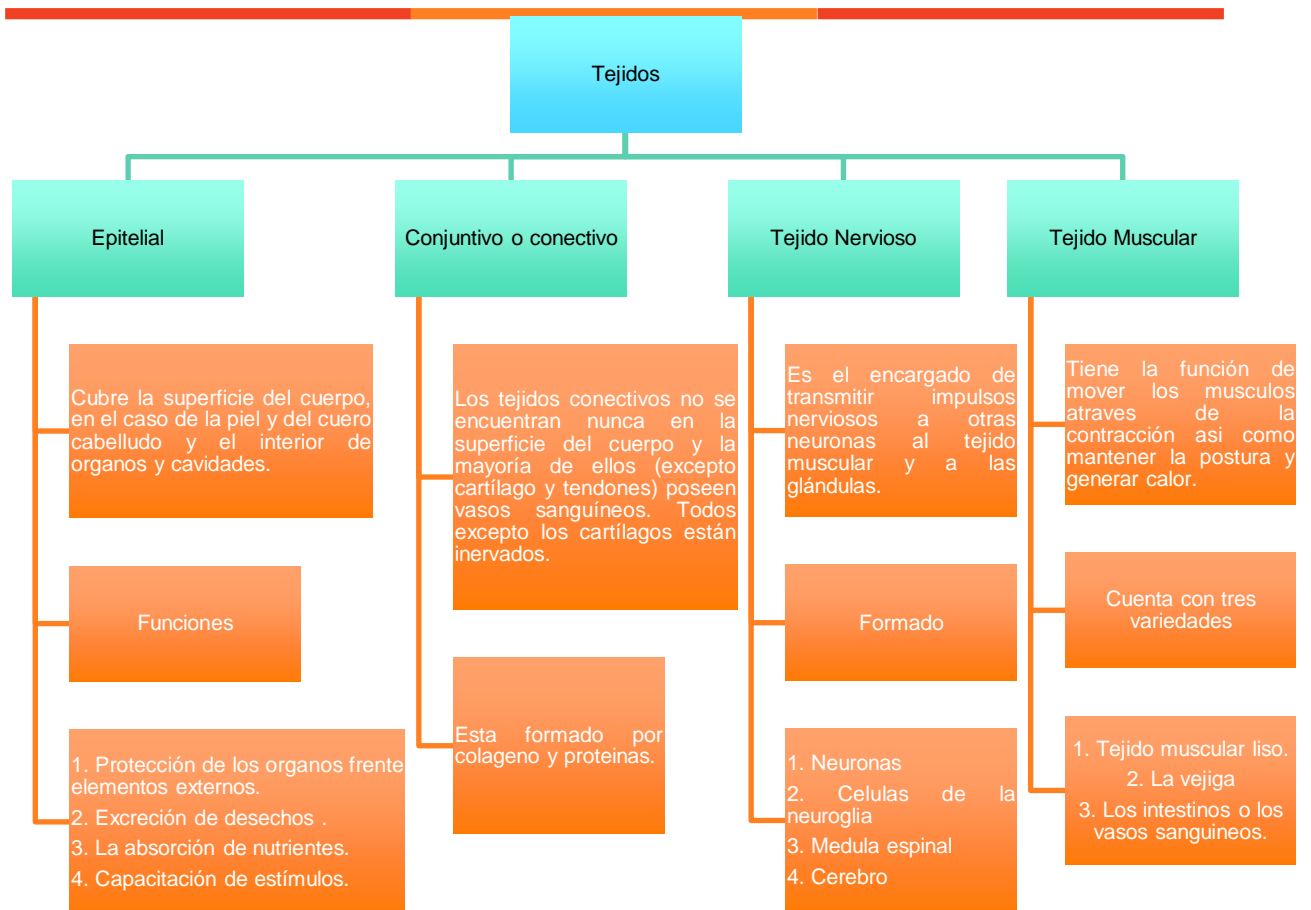 Tejidos
Epitelial
Conjuntivo o conectivo
Tejido Nervioso
Tejido Muscular
Cubre la superficie del cuerpo,
en el caso de la piel y del cuero
cabelludo y el interior de
organos y cavidades.
Funciones
1. Protección de los organos frente
elementos externos.
2. Excreción de desechos .
3. La absorción de nutrientes.
4. Capacitación de estímulos.
Los tejidos conectivos no se
encuentran nunca en la
superficie del cuerpo y la
mayoría de ellos (excepto
cartílago y tendones) poseen
vasos sanguíneos. Todos
excepto los cartílagos están
inervados.
Esta formado por
colageno y proteinas.
Es el encargado de
transmitir impulsos
nerviosos a otras
neuronas al tejido
muscular y a las
glándulas.
Formado
1. Neuronas
2. Celulas de la
neuroglia
3. Medula espinal
4. Cerebro
Tiene la función de
mover los musculos
atraves de la
contracción asi como
mantener la postura y
generar calor.
Cuenta con tres
variedades
1. Tejido muscular liso.
2. La vejiga
3. Los intestinos o los
vasos sanguineos.